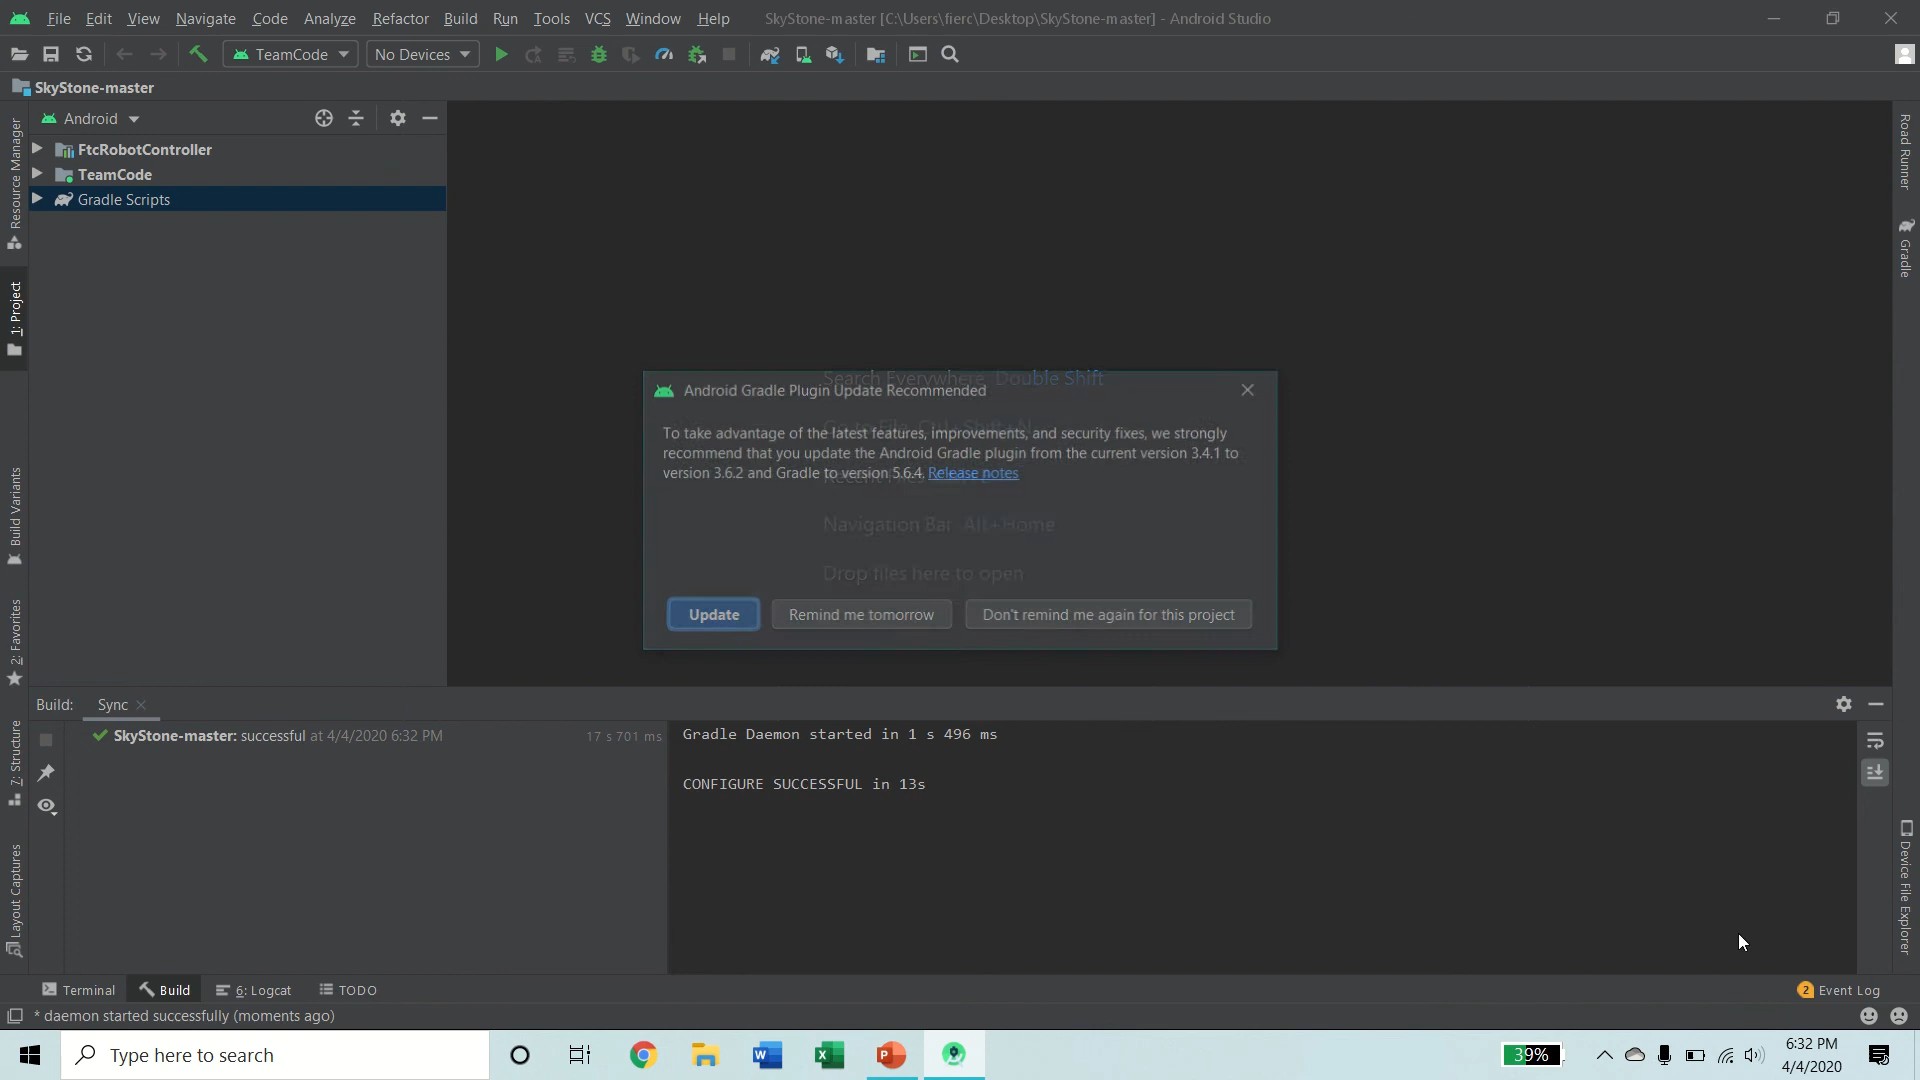 File Edit View Navigate Code Analyze Refactor Build Run Tools VCS Window Help SkyStone-master [C:\Users\fierc\Desktop\SkyStone-master] - Android Studio
TeamCode No Devices
SkyStone-master
Android
FtcRobotController
TeamCode
Gradle Scripts
Resource Manager
1: Project
Build Variants
2: Favorites
7: Structure
Layout Captures
Road Runner
Gradle
Device File Explorer
Search Everywhere Double Shift
Android Gradle Plugin Update Recommended
Go to File Ctrl+Shift+N
To take advantage of the latest features, improvements, and security fixes, we strongly
recommend that you update the Android Gradle plugin from the current version 3.4.1 to
version 3.6.2 and Gradle to version 5.6.4. Release notes
Recent Files
Navigation Bar Alt+Home
Drop files here to open
Update Remind me tomorrow Don't remind me again for this project
Build: Sync
SkyStone-master: successful at 4/4/2020 6:32 PM 17 s 701 ms
Gradle Daemon started in 1 s 496 ms
CONFIGURE SUCCESSFUL in 13s
Terminal Build 6: Logcat TODO 2 Event Log
* daemon started successfully (moments ago)
Type here to search
39%
6:32 PM
4/4/2020